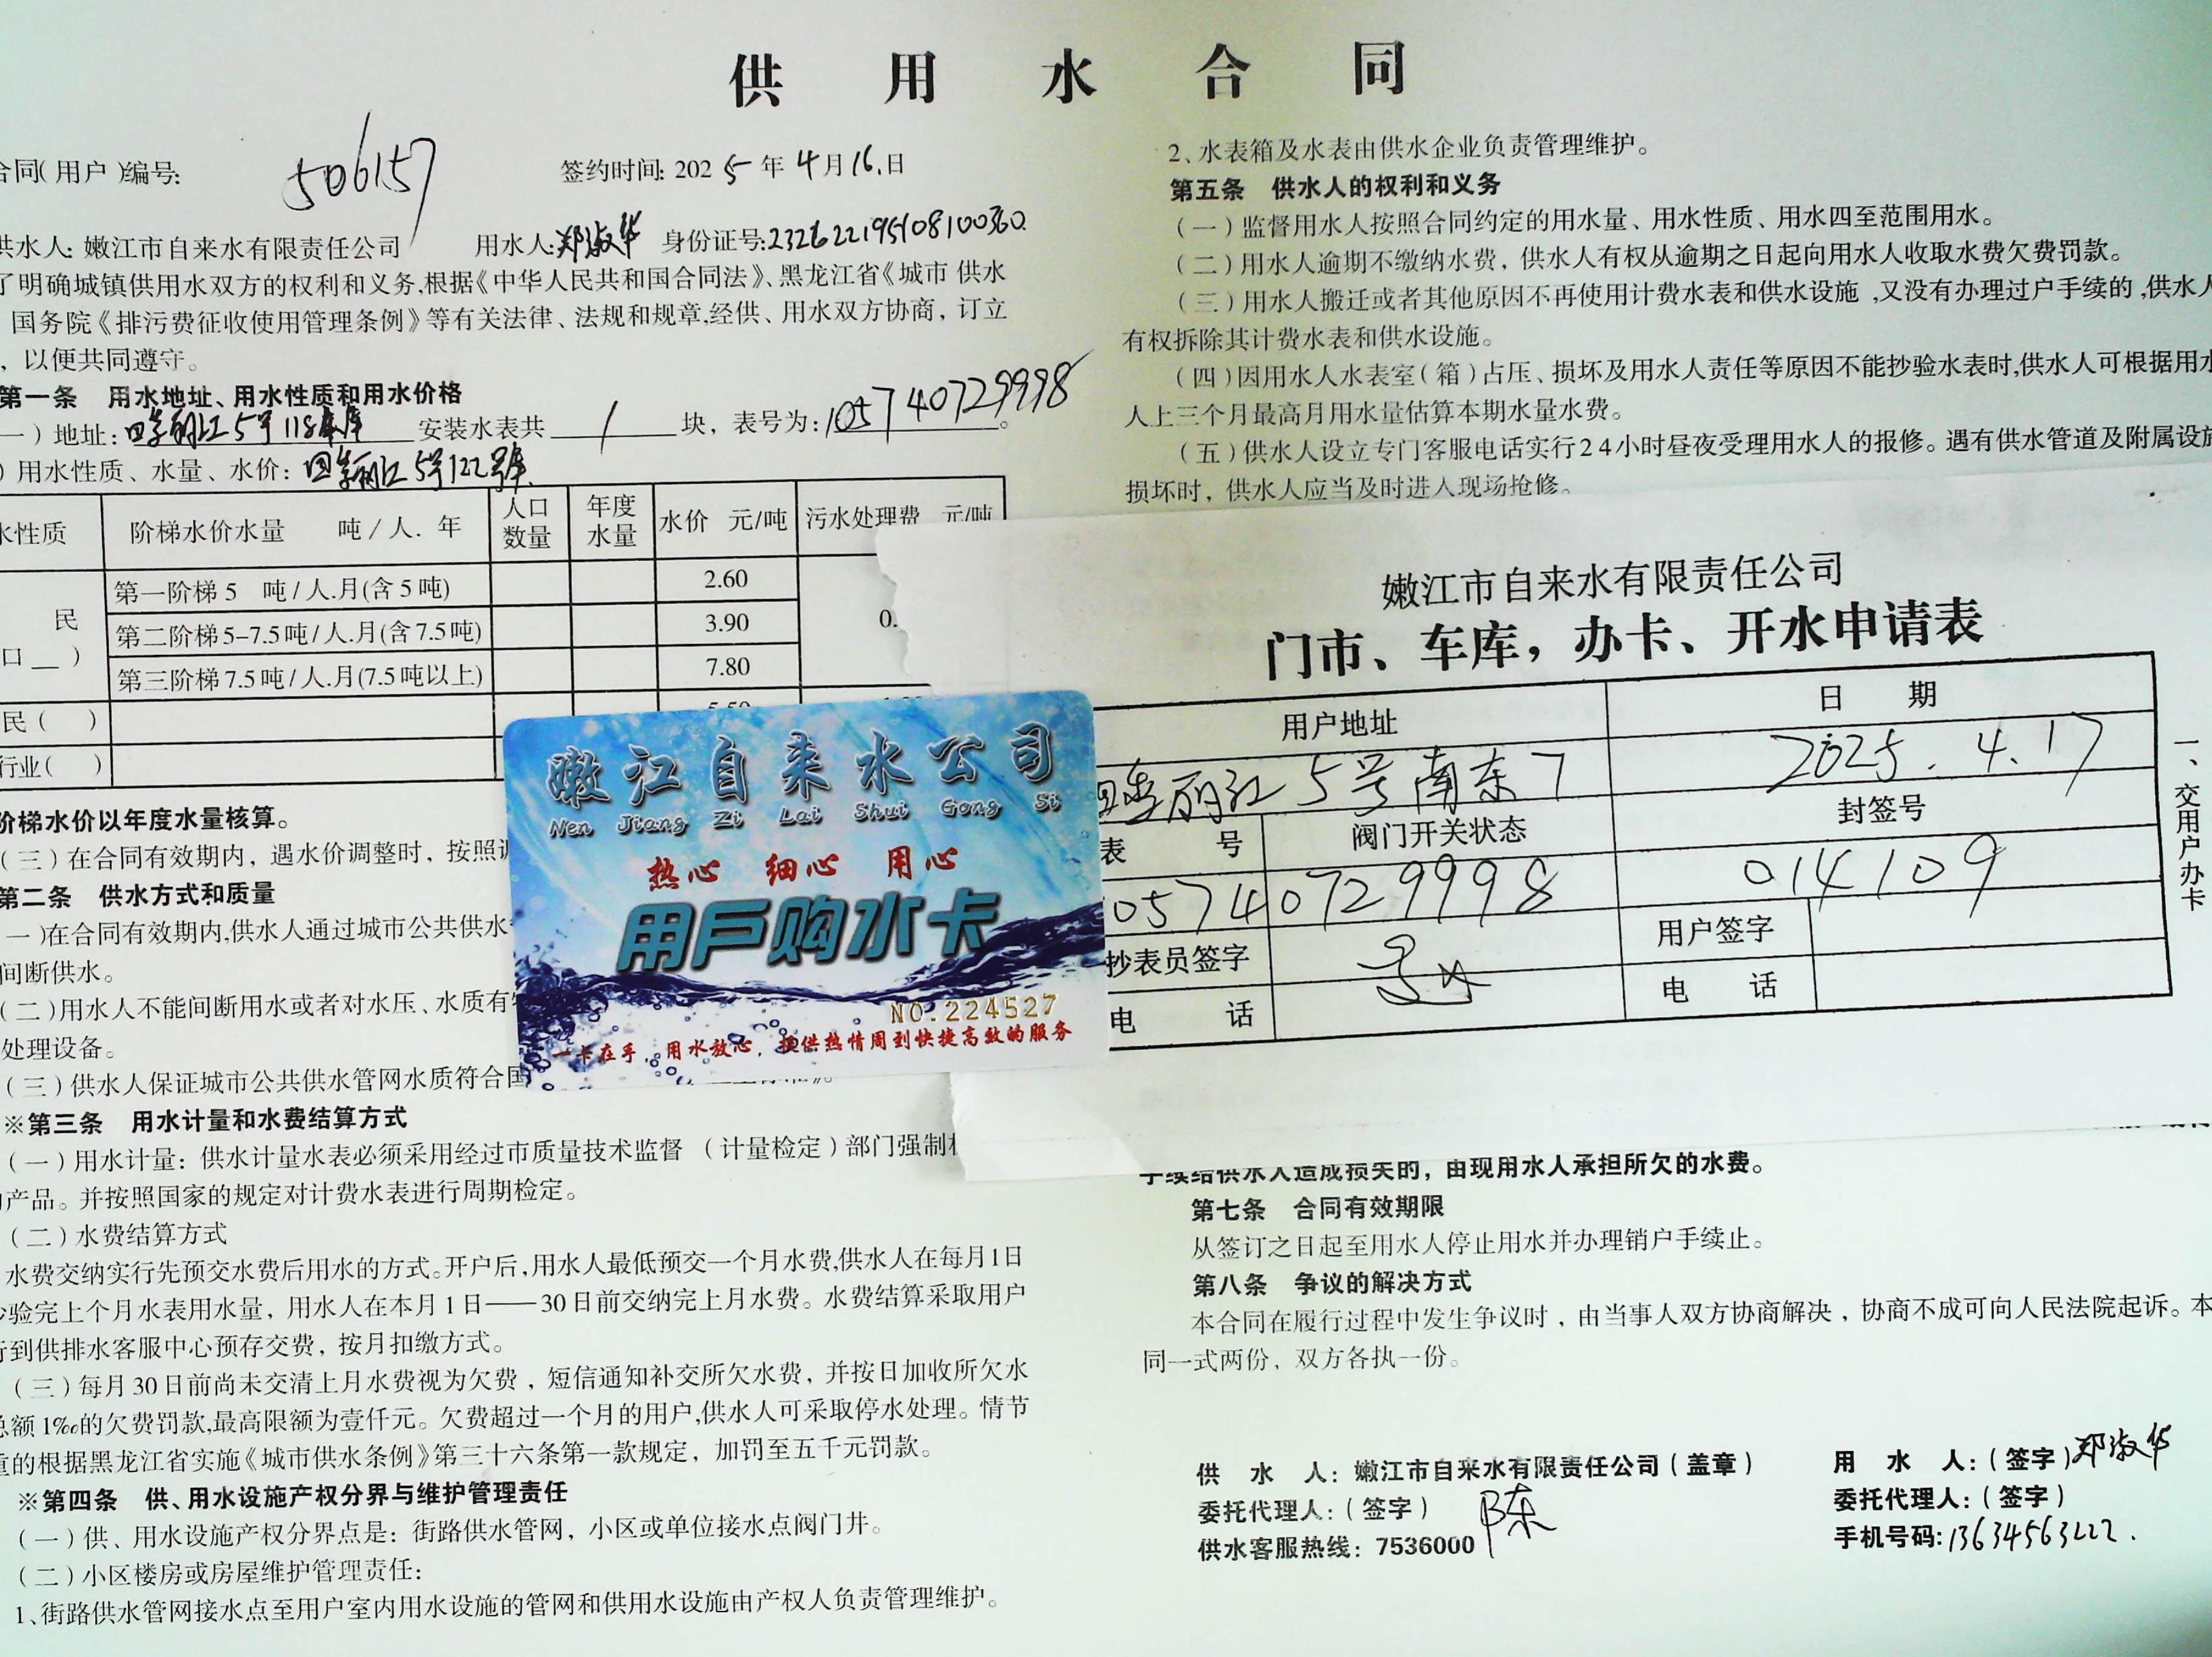 供用水合同
合同(用户)编号: 506157
签约时间: 2025年4月16.日
供水人: 嫩江市自来水有限责任公司 用水人:郑淑华 身份证号:232622195108100360.
了明确城镇供用水双方的权利和义务,根据《中华人民共和国合同法》、黑龙江省《城市 供水
国务院《排污费征收使用管理条例》等有关法律、法规和规章,经供、用水双方协商，订立
，以便共同遵守。
第一条 用水地址、用水性质和用水价格
一）地址: 丽江5号118车库 安装水表共 1 块，表号为: 105740729998。
）用水性质、水量、水价: 丽江5号122号库
水性质 阶梯水价水量 吨/人. 年 人口数量 年度水量 水价 元/吨 污水处理费 元/吨
民
口__ )
第一阶梯 5 吨/人.月(含5吨) 2.60
第二阶梯 5-7.5吨/人.月(含7.5吨) 3.90 0.
第三阶梯 7.5吨/人.月(7.5吨以上) 7.80
民( ) 5.50
行业( )
阶梯水价以年度水量核算。
（三）在合同有效期内，遇水价调整时，按照
第二条 供水方式和质量
一)在合同有效期内,供水人通过城市公共供水
间断供水。
（二)用水人不能间断用水或者对水压、水质有
处理设备。
（三）供水人保证城市公共供水管网水质符合国
※第三条 用水计量和水费结算方式
（一）用水计量：供水计量水表必须采用经过市质量技术监督（计量检定）部门强制
产品。并按照国家的规定对计费水表进行周期检定。
（二）水费结算方式
水费交纳实行先预交水费后用水的方式。开户后,用水人最低预交一个月水费,供水人在每月1日
抄验完上个月水表用水量，用水人在本月1日——30日前交纳完上月水费。水费结算采取用户
行到供排水客服中心预存交费，按月扣缴方式。
（三）每月30日前尚未交清上月水费视为欠费，短信通知补交所欠水费，并按日加收所欠水
总额1‰的欠费罚款,最高限额为壹仟元。欠费超过一个月的用户,供水人可采取停水处理。情节
重的根据黑龙江省实施《城市供水条例》第三十六条第一款规定，加罚至五千元罚款。
※第四条 供、用水设施产权分界与维护管理责任
（一）供、用水设施产权分界点是：街路供水管网，小区或单位接水点阀门井。
（二）小区楼房或房屋维护管理责任:
1、街路供水管网接水点至用户室内用水设施的管网和供用水设施由产权人负责管理维护。
2、水表箱及水表由供水企业负责管理维护。
第五条 供水人的权利和义务
（一）监督用水人按照合同约定的用水量、用水性质、用水四至范围用水。
（二）用水人逾期不缴纳水费，供水人有权从逾期之日起向用水人收取水费欠费罚款。
（三）用水人搬迁或者其他原因不再使用计费水表和供水设施,又没有办理过户手续的,供水人
有权拆除其计费水表和供水设施。
（四）因用水人水表室（箱）占压、损坏及用水人责任等原因不能抄验水表时,供水人可根据用水
人上三个月最高月用水量估算本期水量水费。
（五）供水人设立专门客服电话实行24小时昼夜受理用水人的报修。遇有供水管道及附属设施
损坏时，供水人应当及时进入现场抢修。
嫩江市自来水有限责任公司
门市、车库，办卡、开水申请表
用户地址 日 期
丽江5号南东7 2025.4.17
表 号 阀门开关状态 封签号
05740729998 014109
抄表员签字 用户签字
电 话 电 话
一、交用户办卡
嫩江自来水公司
Nen Jiang Zi Lai Shui Gong Si
热心 细心 用心
用户购水卡
NO.224527
一卡在手，用水放心，提供热情周到快捷高效的服务
手续给供水人造成损失的，由现用水人承担所欠的水费。
第七条 合同有效期限
从签订之日起至用水人停止用水并办理销户手续止。
第八条 争议的解决方式
本合同在履行过程中发生争议时，由当事人双方协商解决，协商不成可向人民法院起诉。本
同一式两份，双方各执一份。
供 水 人：嫩江市自来水有限责任公司（盖章）
委托代理人：（签字） 陈
供水客服热线：7536000
用 水 人:（签字）郑淑华
委托代理人:（签字）
手机号码:13634563222.